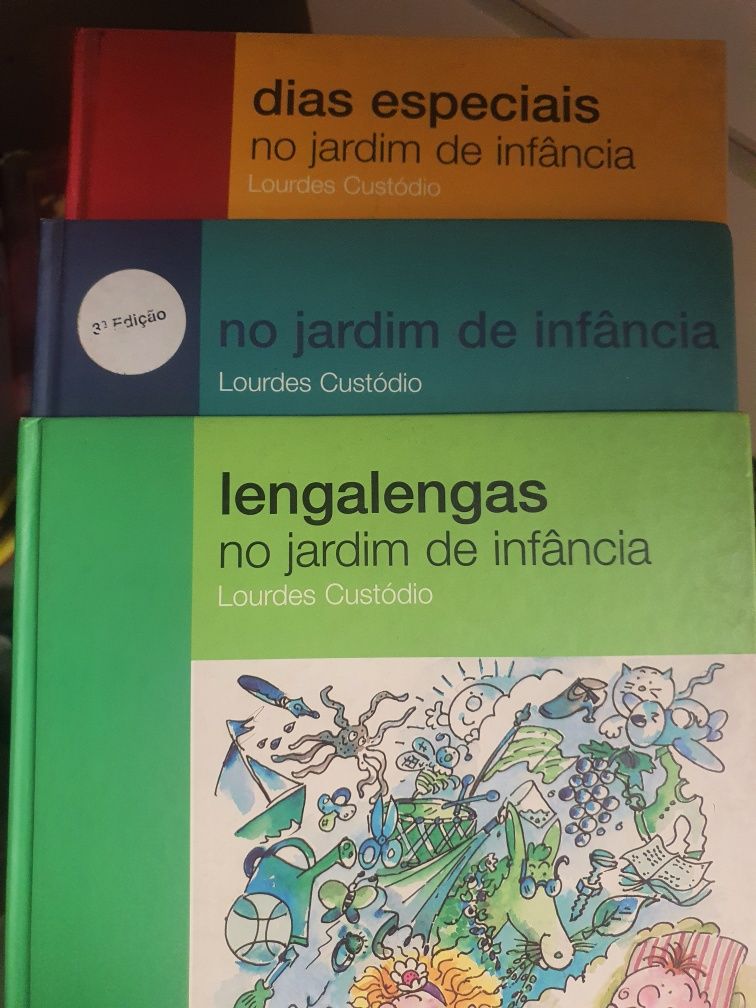 dias especiais
no jardim de infância
Lourdes Custódio
3ª Edição
no jardim de infância
Lourdes Custódio
lengalengas
no jardim de infância
Lourdes Custódio